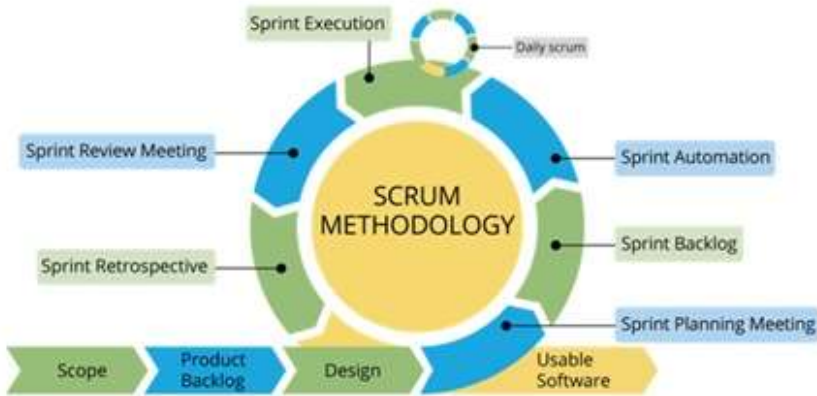 Sprint Execution
Daily scrum
Sprint Review Meeting
Sprint Automation
SCRUM
METHODOLOGY
Sprint Backlog
Sprint Retrospective
Sprint Planning Meeting
Scope
Product
Backlog
Design
Usable
Software